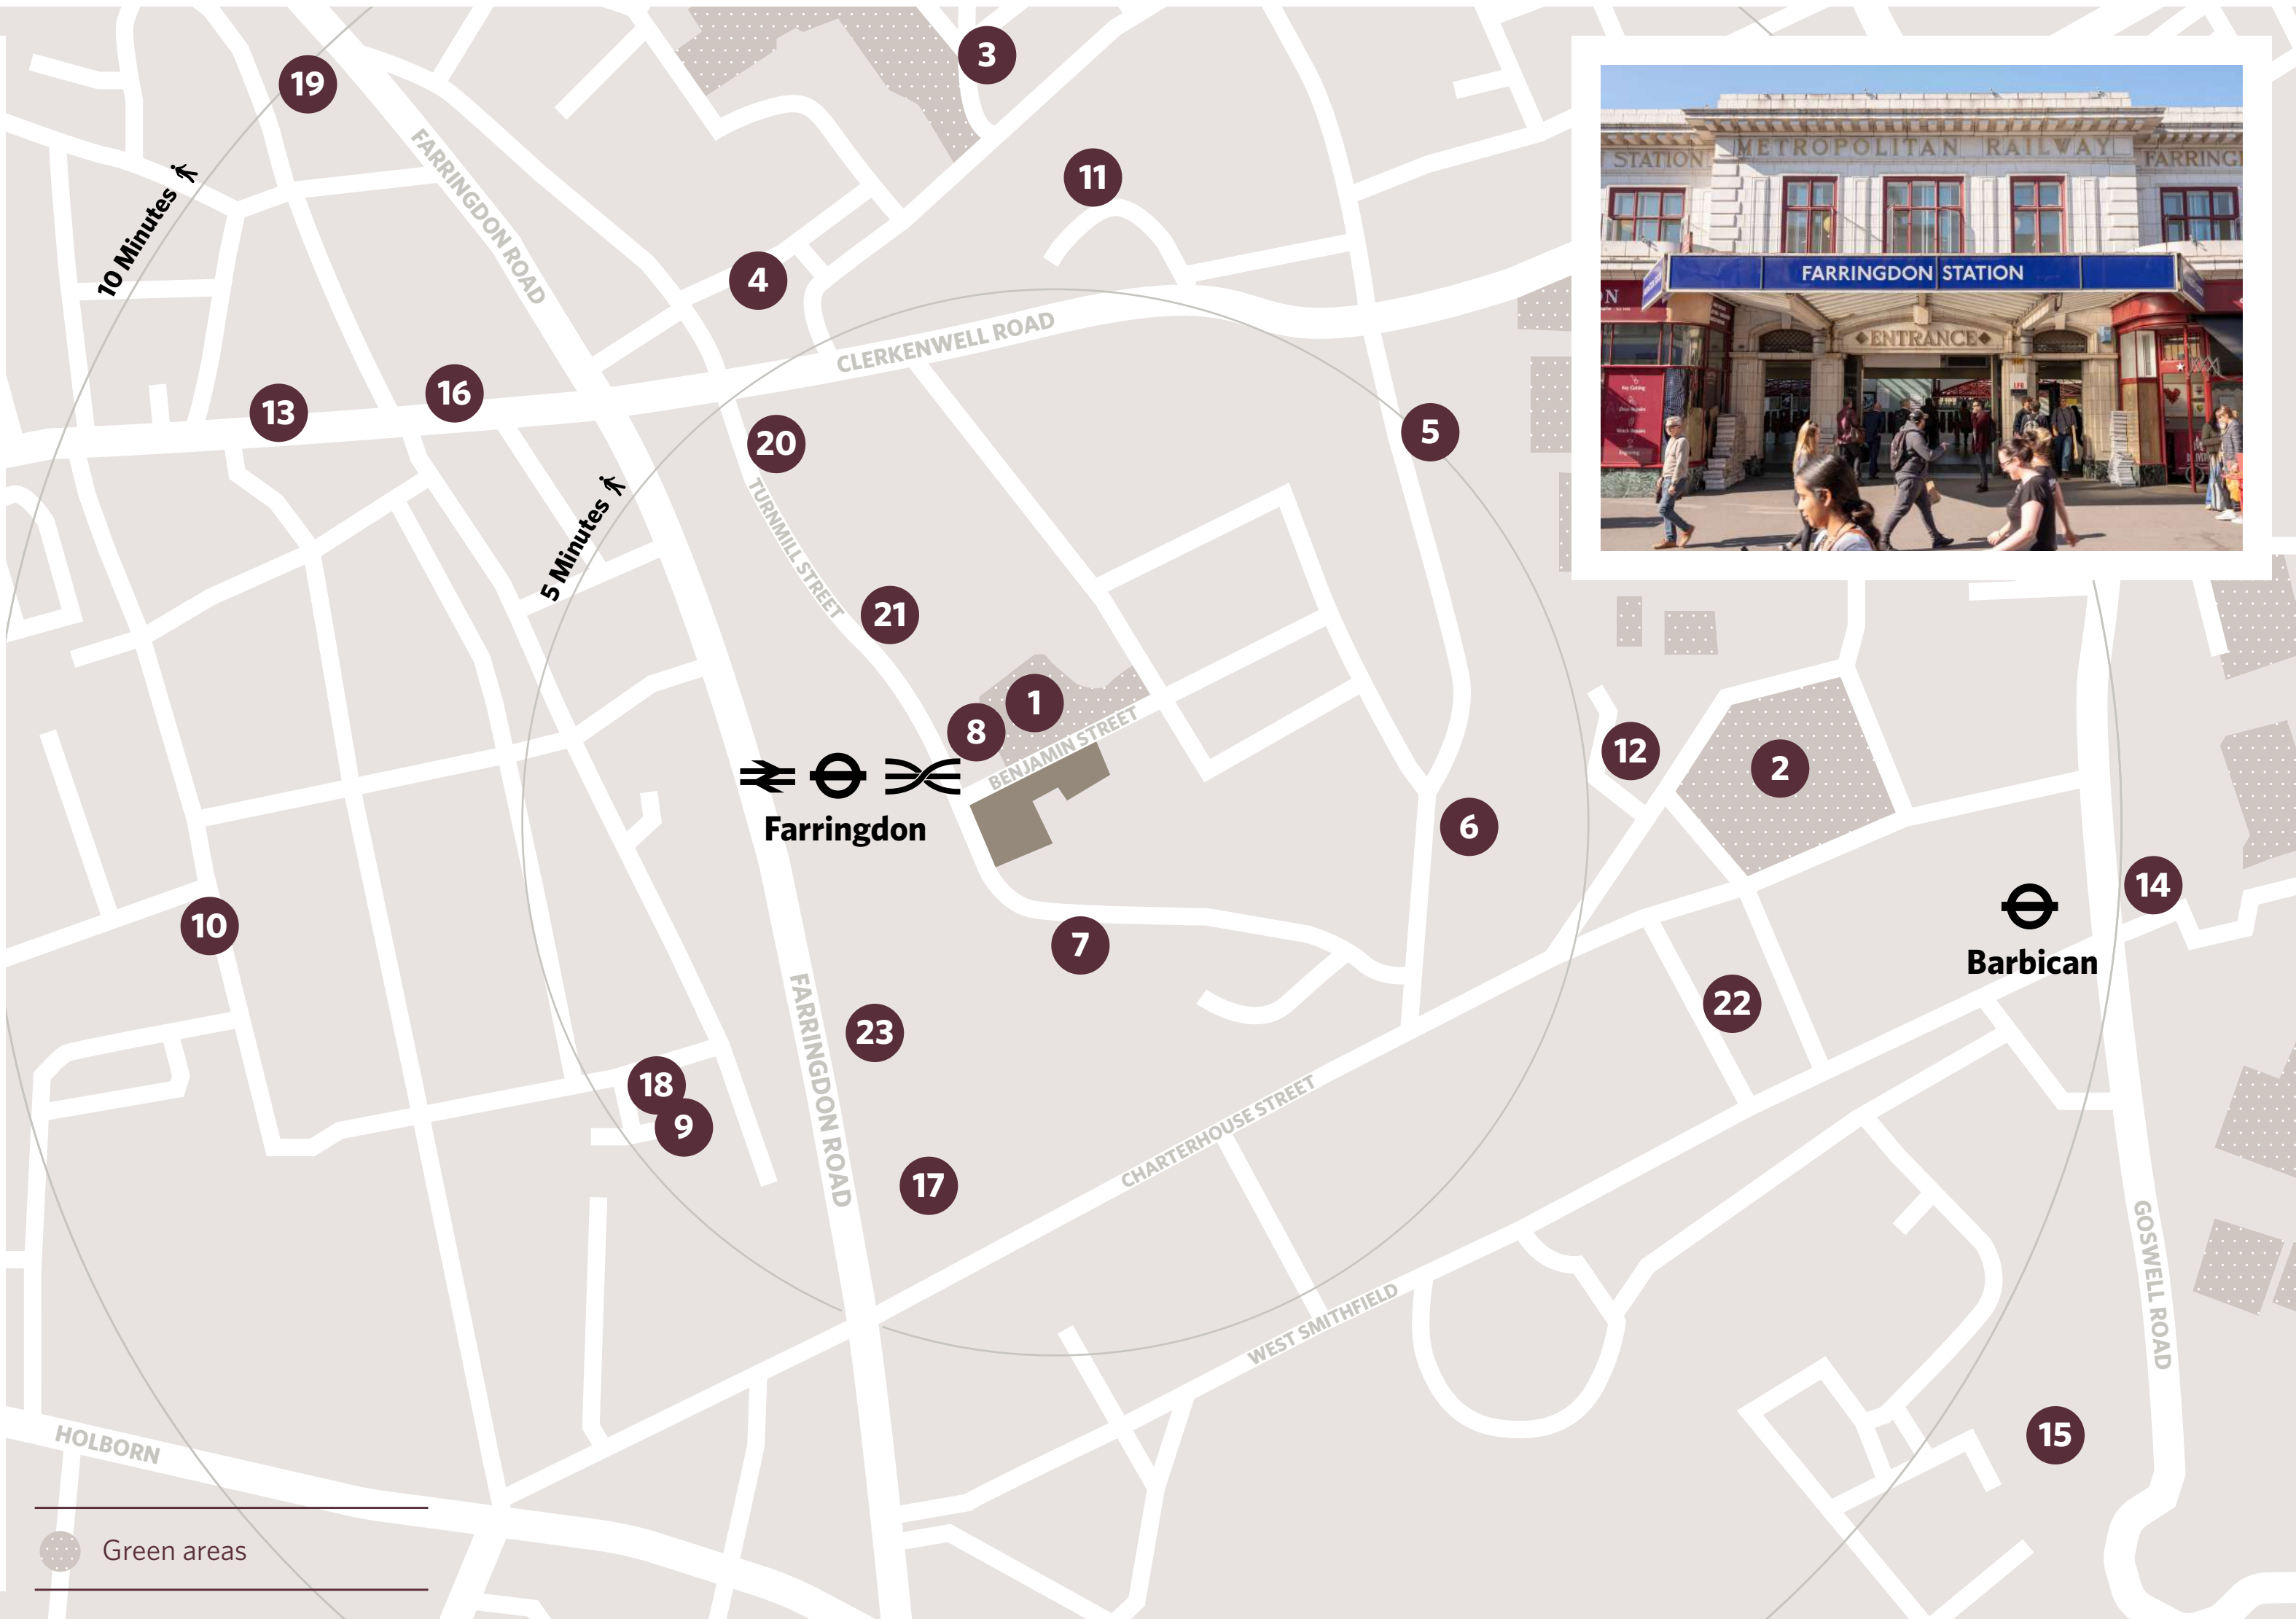 3
19
STATION
METROPOLITAN RAILWAY
FARRING
FARRINGDON ROAD
11
10 Minutes
FARRINGDON STATION
4
ENTRANCE
CLERKENWELL ROAD
16
13
5
20
5 Minutes
TURNMILL STREET
21
1
8
BENJAMIN STREET
12
2
Farringdon
6
14
10
7
Barbican
FARRINGDON ROAD
22
23
18
9
CHARTERHOUSE STREET
17
GOSWELL ROAD
WEST SMITHFIELD
15
HOLBORN
Green areas